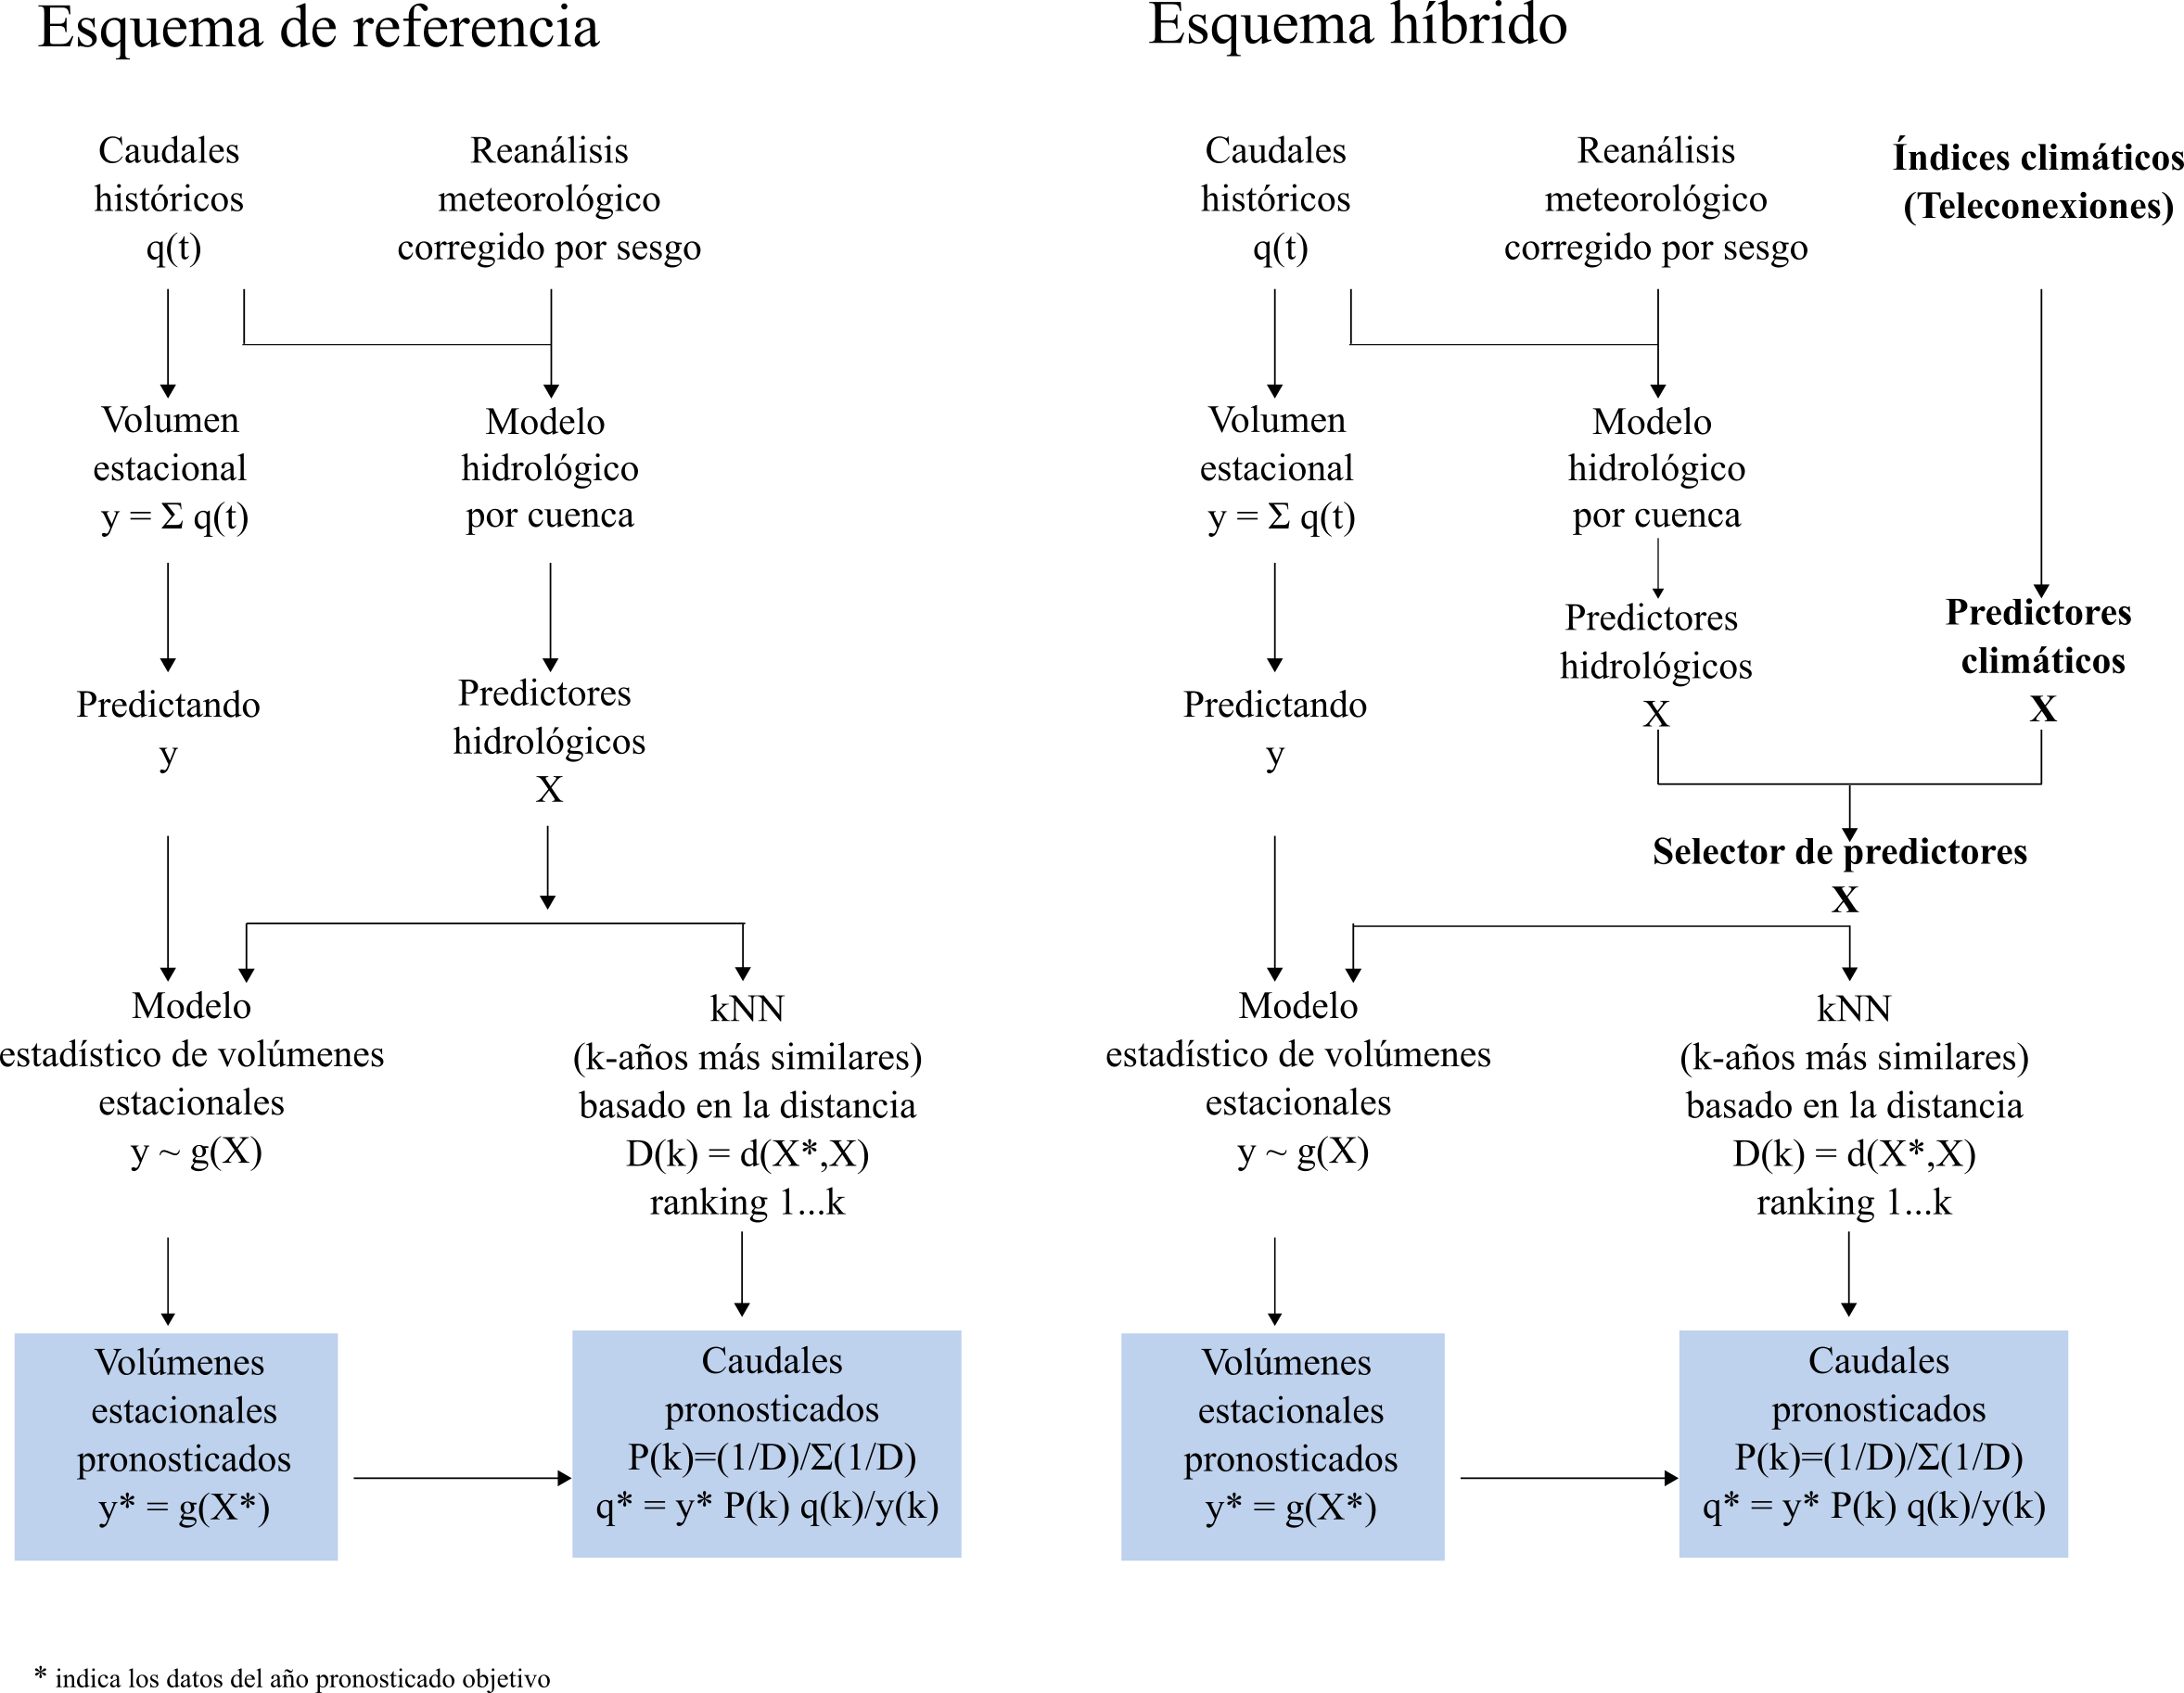 Esquema de referencia
Caudales
históricos
q(t)
Reanálisis
meteorológico
corregido por sesgo
Volumen
estacional
y = Σ q(t)
Modelo
hidrológico
por cuenca
Predictando
y
Predictores
hidrológicos
X
Modelo
estadístico de volúmenes
estacionales
y ~ g(X)
kNN
(k-años más similares)
basado en la distancia
D(k) = d(X*,X)
ranking 1...k
Volúmenes
estacionales
pronosticados
y* = g(X*)
Caudales
pronosticados
P(k)=(1/D)/Σ(1/D)
q* = y* P(k) q(k)/y(k)
Esquema híbrido
Caudales
históricos
q(t)
Reanálisis
meteorológico
corregido por sesgo
Índices climáticos
(Teleconexiones)
Volumen
estacional
y = Σ q(t)
Modelo
hidrológico
por cuenca
Predictores
hidrológicos
X
Predictores
climáticos
X
Predictando
y
Selector de predictores
X
Modelo
estadístico de volúmenes
estacionales
y ~ g(X)
kNN
(k-años más similares)
basado en la distancia
D(k) = d(X*,X)
ranking 1...k
Volúmenes
estacionales
pronosticados
y* = g(X*)
Caudales
pronosticados
P(k)=(1/D)/Σ(1/D)
q* = y* P(k) q(k)/y(k)
* indica los datos del año pronosticado objetivo